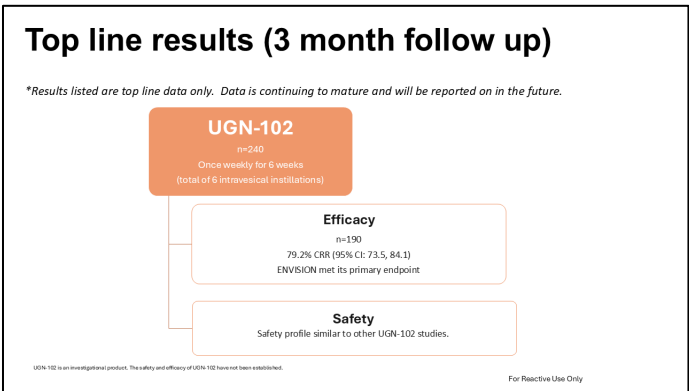 Top line results (3 month follow up)
*Results listed are top line data only. Data is continuing to mature and will be reported on in the future.
UGN-102
n=240
Once weekly for 6 weeks
(total of 6 intravesical instillations)
Efficacy
n=190
79.2% CRR (95% CI: 73.5, 84.1)
ENVISION met its primary endpoint
Safety
Safety profile similar to other UGN-102 studies.
UGN-102 is an investigational product. The safety and efficacy of UGN-102 have not been established.
For Reactive Use Only